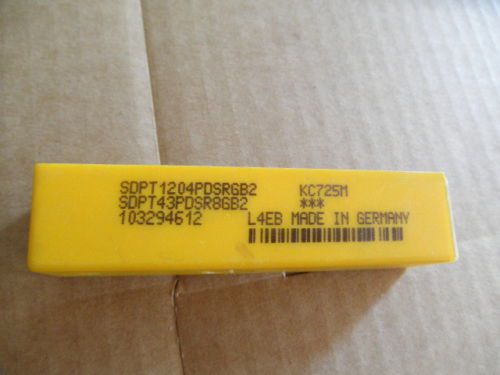 SDPT1204PDSRGB2 KC725M
SDPT43PDSR8GB2 ***
103294612 L4EB MADE IN GERMANY